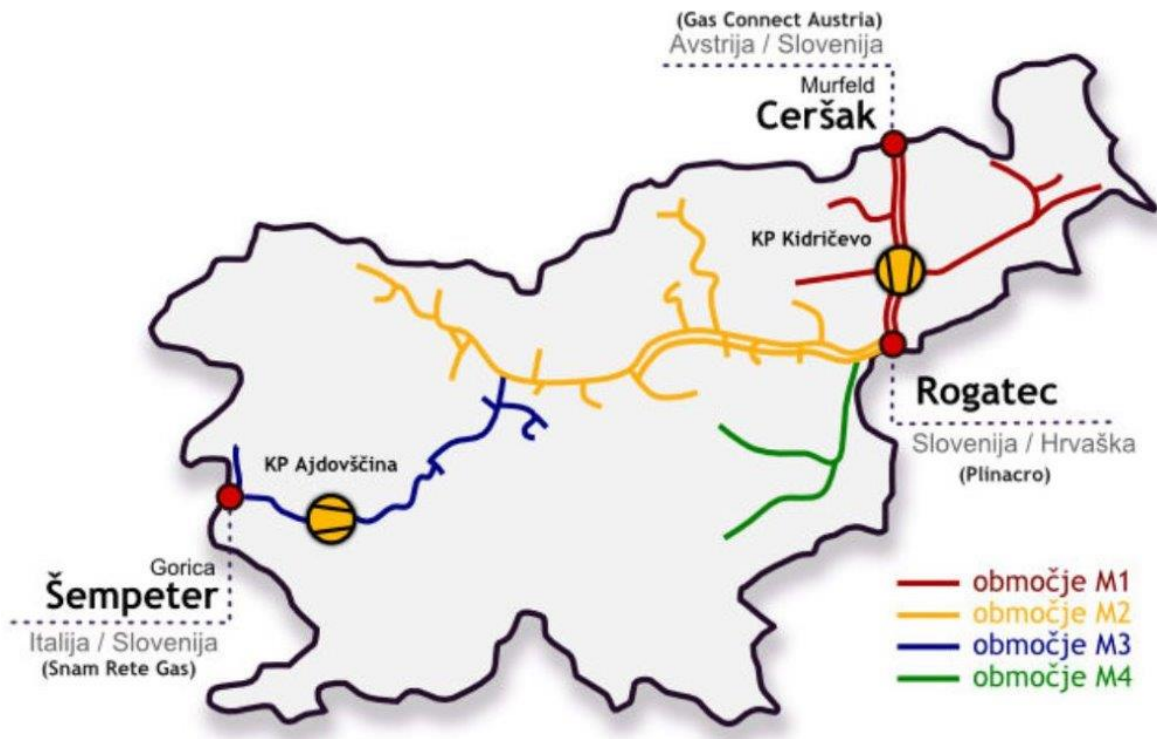 (Gas Connect Austria)
Avstrija / Slovenija
Murfeld
Ceršak
KP Kidričevo
Rogatec
Slovenija / Hrvaška
(Plinacro)
KP Ajdovščina
Gorica
Šempeter
Italija / Slovenija
(Snam Rete Gas)
območje M1
območje M2
območje M3
območje M4